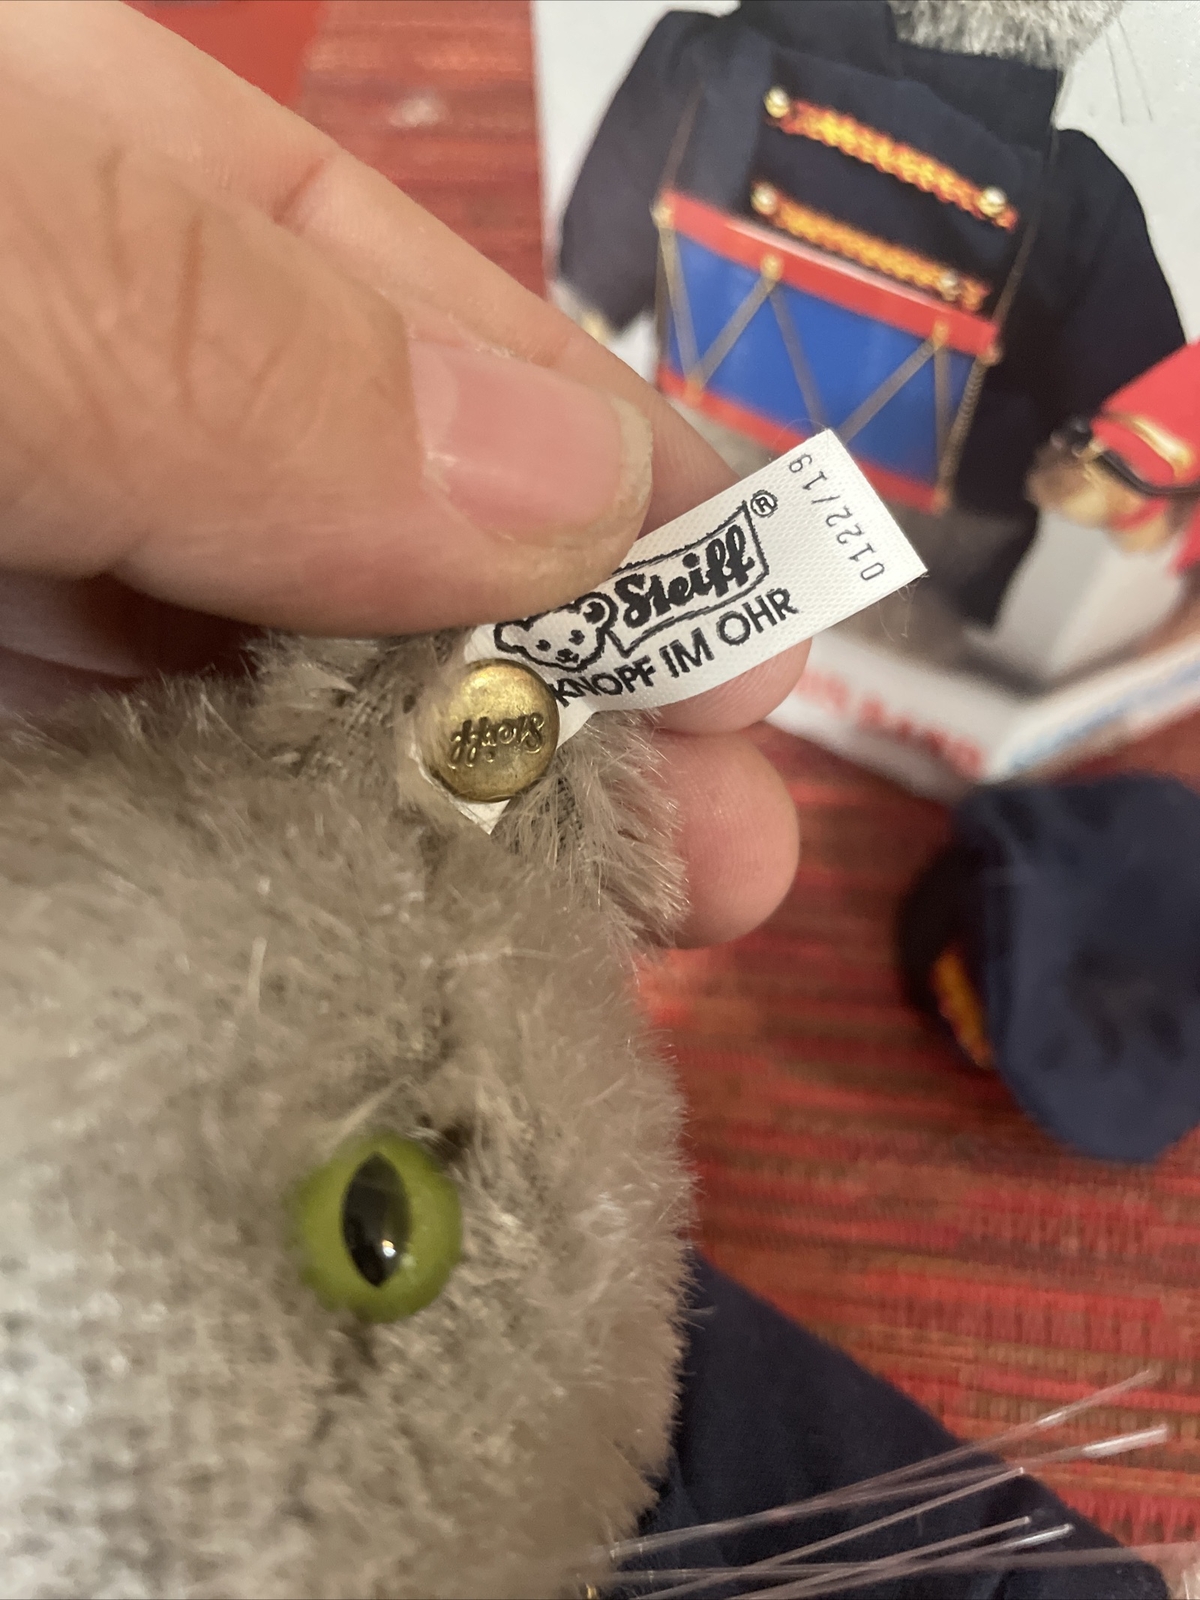 Steiff ®
KNOPF IM OHR
0122/19
Steiff